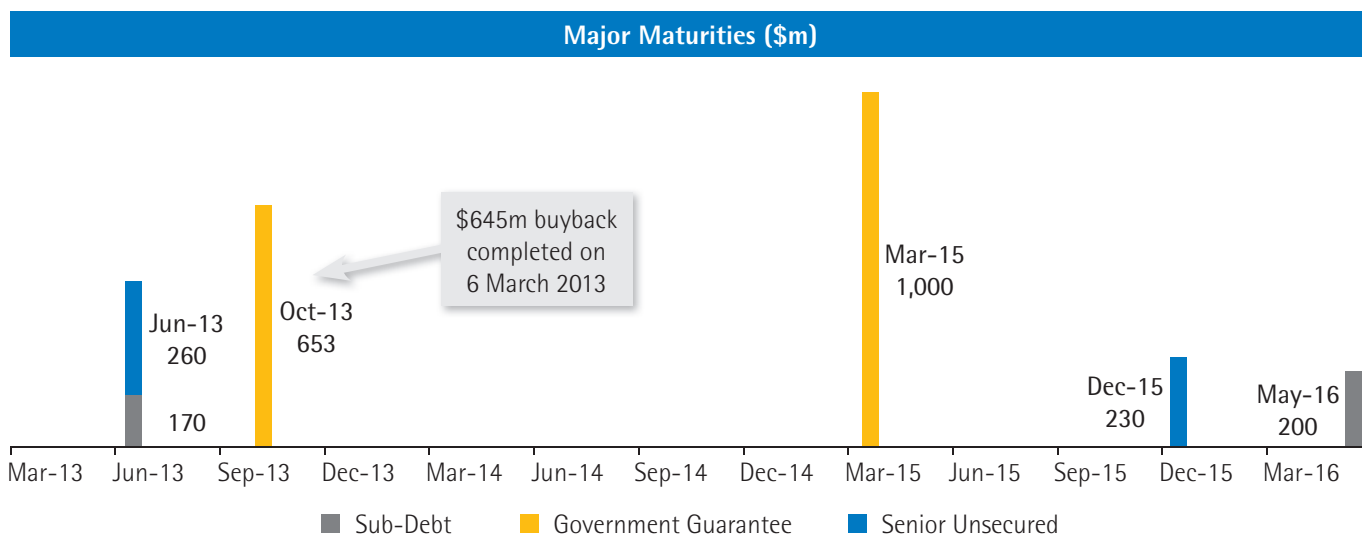 Major Maturities ($m)
$645m buyback
completed on
6 March 2013
Jun-13
260
170
Oct-13
653
Mar-15
1,000
Dec-15
230
May-16
200
Mar-13 Jun-13 Sep-13 Dec-13 Mar-14 Jun-14 Sep-14 Dec-14 Mar-15 Jun-15 Sep-15 Dec-15 Mar-16
Sub-Debt Government Guarantee Senior Unsecured